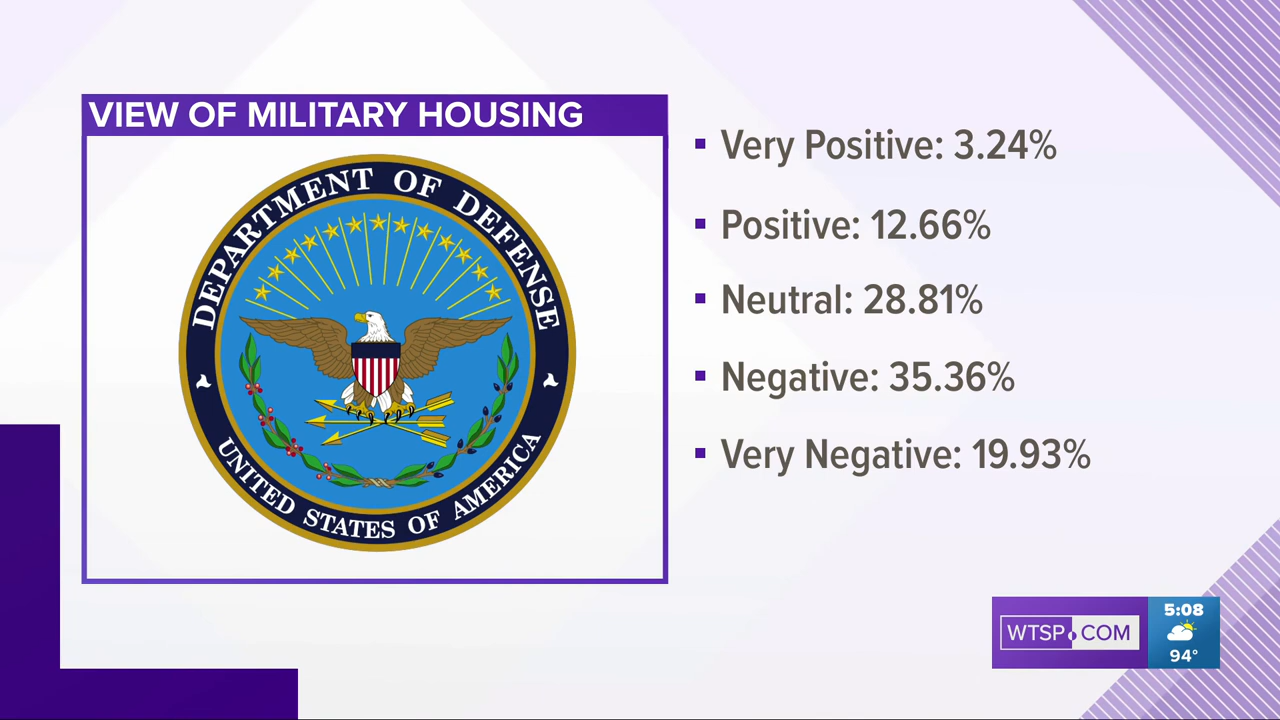 VIEW OF MILITARY HOUSING
DEPARTMENT OF DEFENSE
UNITED STATES OF AMERICA
Very Positive: 3.24%
Positive: 12.66%
Neutral: 28.81%
Negative: 35.36%
Very Negative: 19.93%
WTSP.COM
5:08
94°